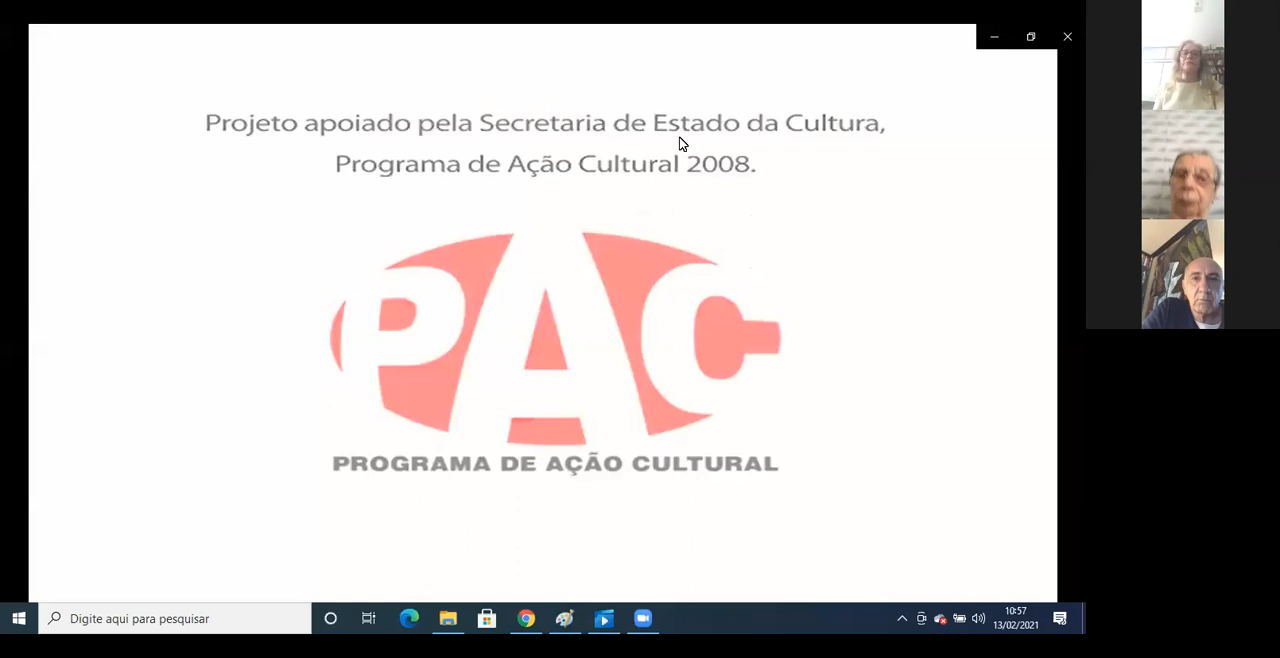 Projeto apoiado pela Secretaria de Estado da Cultura,
Programa de Ação Cultural 2008.
PAC
PROGRAMA DE AÇÃO CULTURAL
Digite aqui para pesquisar
10:57
13/02/2021